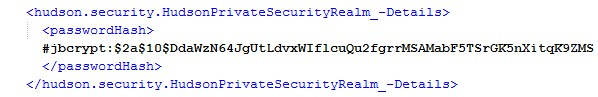 <hudson.security.HudsonPrivateSecurityRealm_-Details>
<passwordHash>
#jbcrypt:$2a$10$DdaWzN64JgUtLdvxWIflcuQu2fgrrMSAMabF5TSrGK5nXitqK9ZMS
</passwordHash>
</hudson.security.HudsonPrivateSecurityRealm_-Details>